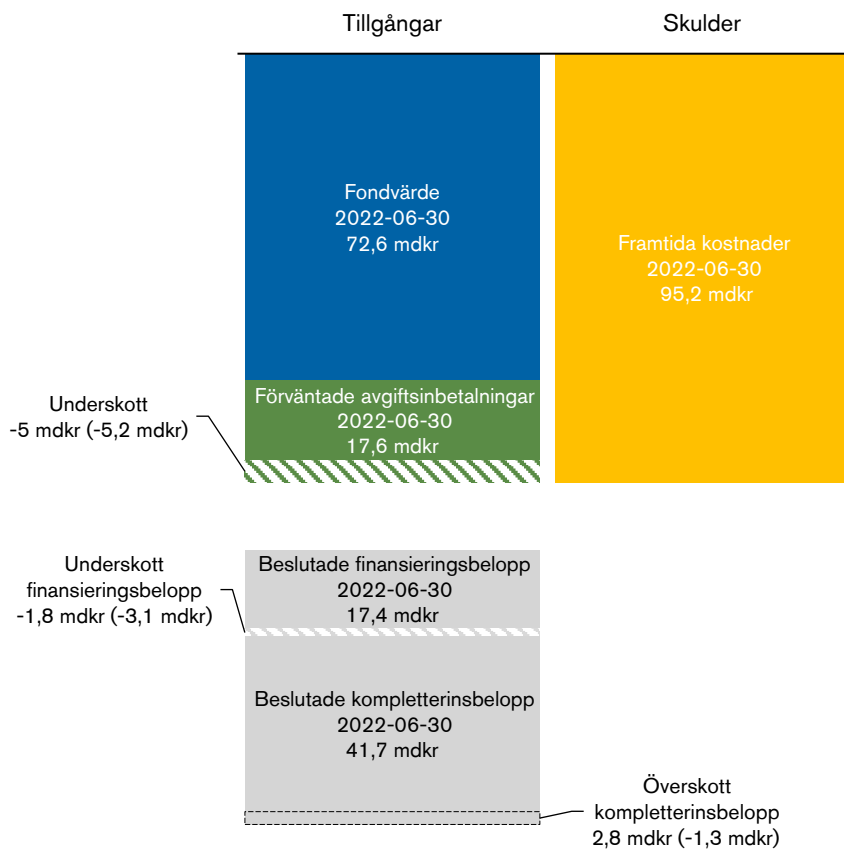 Tillgångar
Skulder
Fondvärde
2022-06-30
72,6 mdkr
Framtida kostnader
2022-06-30
95,2 mdkr
Underskott
-5 mdkr (-5,2 mdkr)
Förväntade avgiftsinbetalningar
2022-06-30
17,6 mdkr
Underskott
finansieringsbelopp
-1,8 mdkr (-3,1 mdkr)
Beslutade finansieringsbelopp
2022-06-30
17,4 mdkr
Beslutade kompletterinsbelopp
2022-06-30
41,7 mdkr
Överskott
kompletterinsbelopp
2,8 mdkr (-1,3 mdkr)